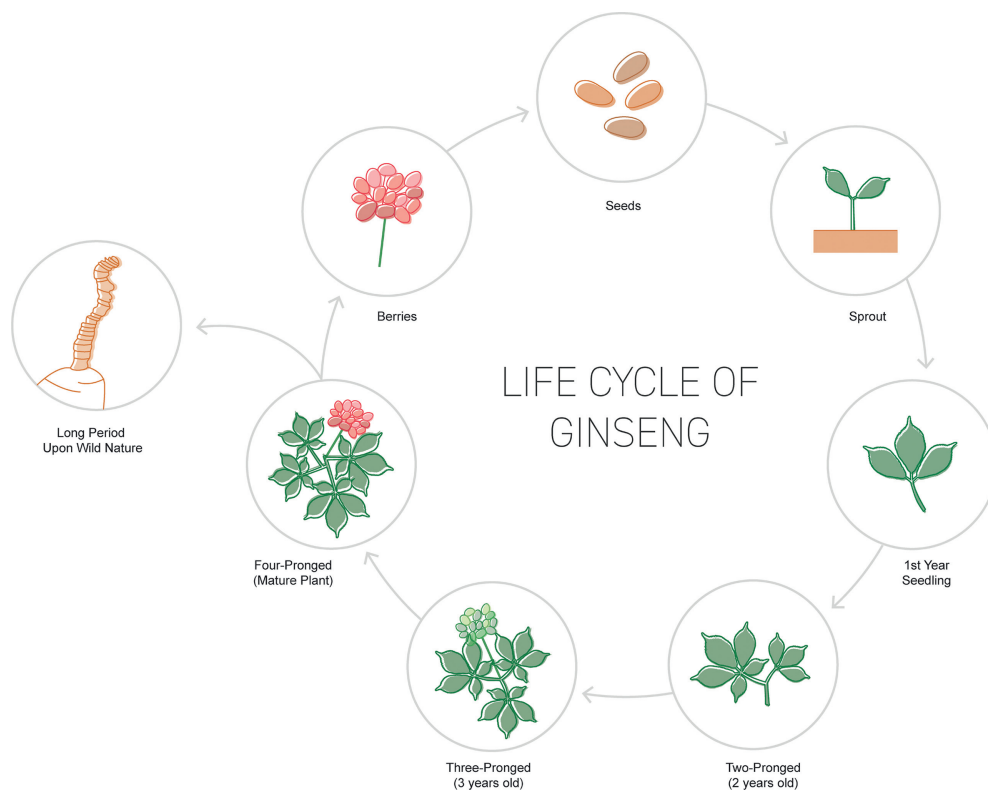 LIFE CYCLE OF
GINSENG
Seeds
Sprout
1st Year
Seedling
Two-Pronged
(2 years old)
Three-Pronged
(3 years old)
Four-Pronged
(Mature Plant)
Berries
Long Period
Upon Wild Nature